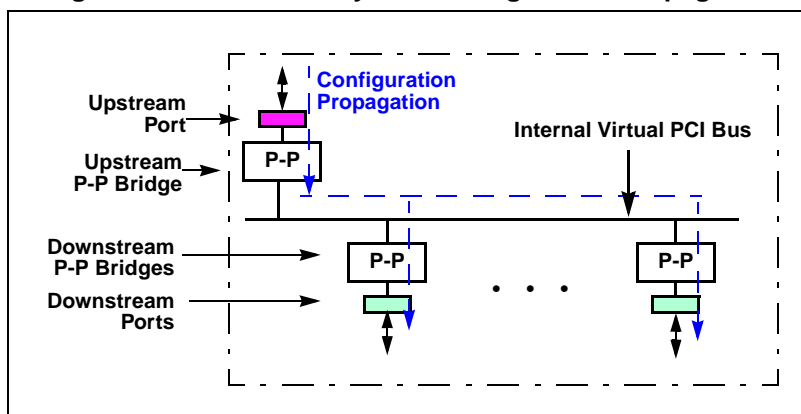 Configuration
Propagation
Upstream
Port
Internal Virtual PCI Bus
Upstream
P-P Bridge
P-P
Downstream
P-P Bridges
P-P
. . .
P-P
Downstream
Ports